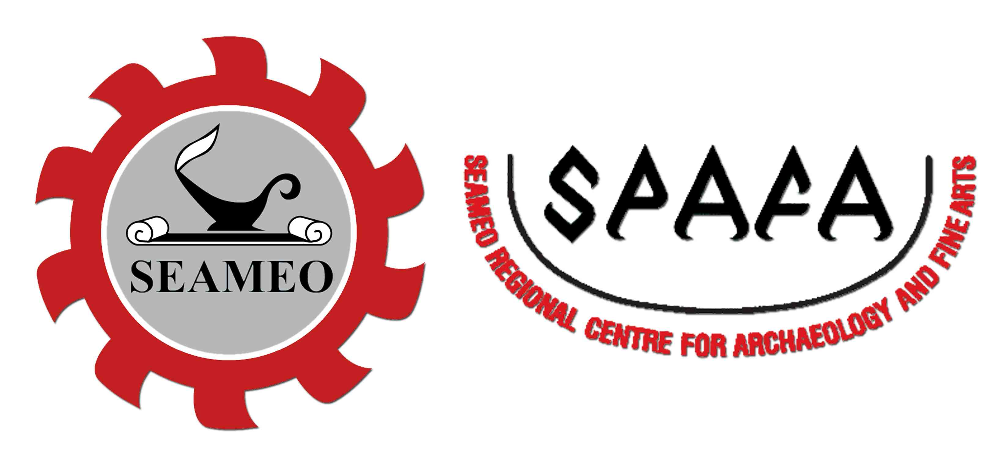 SEAMEO
SPAFA
SEAMEO REGIONAL CENTRE FOR ARCHAEOLOGY AND FINE ARTS